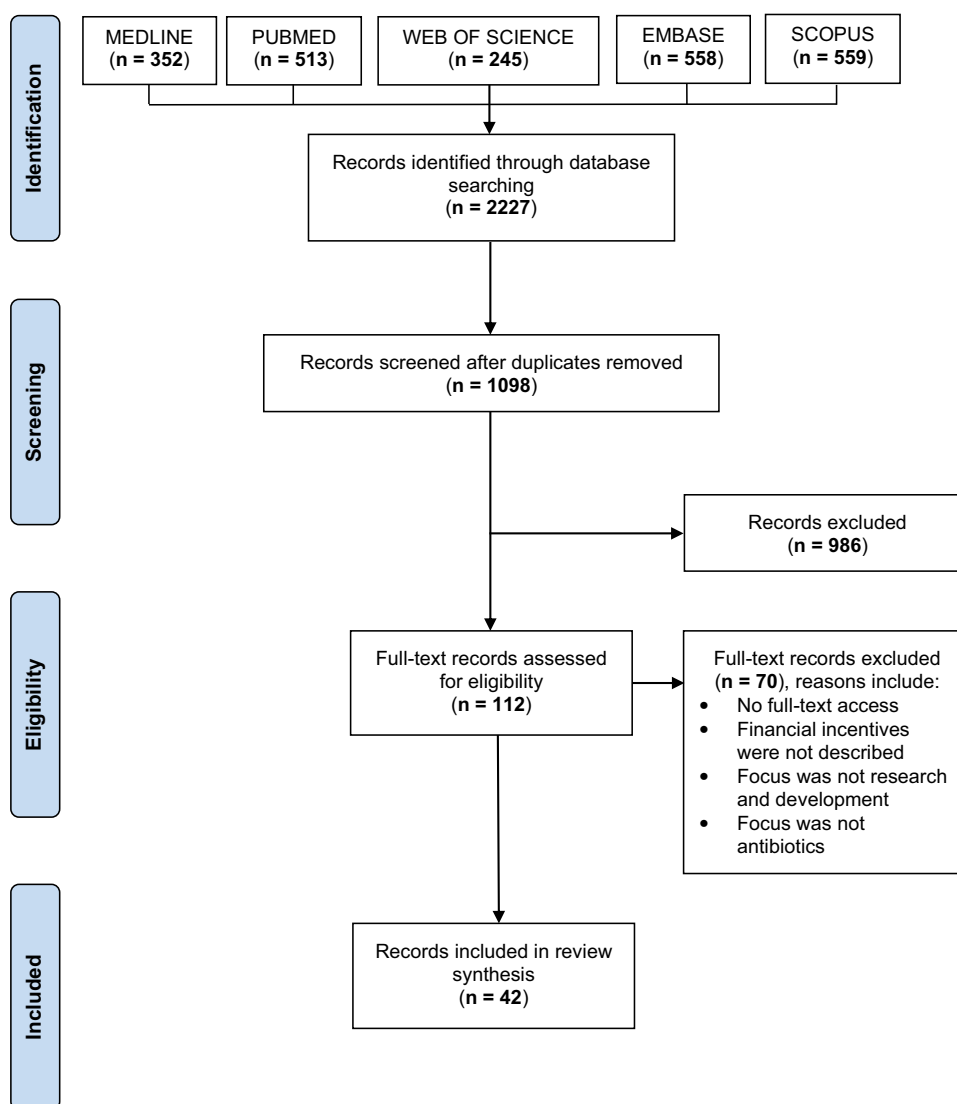 MEDLINE
(n = 352)
PUBMED
(n = 513)
WEB OF SCIENCE
(n = 245)
EMBASE
(n = 558)
SCOPUS
(n = 559)
Identification
Records identified through database
searching
(n = 2227)
Screening
Records screened after duplicates removed
(n = 1098)
Records excluded
(n = 986)
Eligibility
Full-text records assessed
for eligibility
(n = 112)
Full-text records excluded
(n = 70), reasons include:
• No full-text access
• Financial incentives
were not described
• Focus was not research
and development
• Focus was not
antibiotics
Included
Records included in review
synthesis
(n = 42)